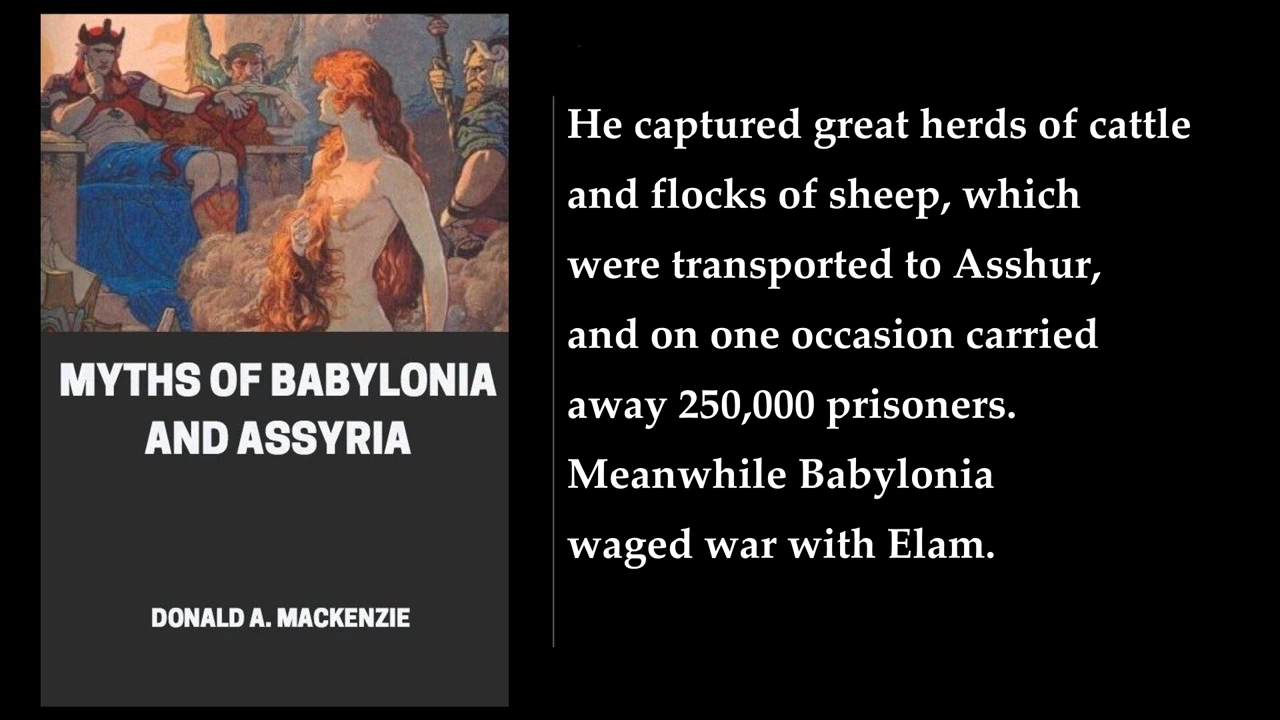 MYTHS OF BABYLONIA
AND ASSYRIA
DONALD A. MACKENZIE
He captured great herds of cattle
and flocks of sheep, which
were transported to Asshur,
and on one occasion carried
away 250,000 prisoners.
Meanwhile Babylonia
waged war with Elam.